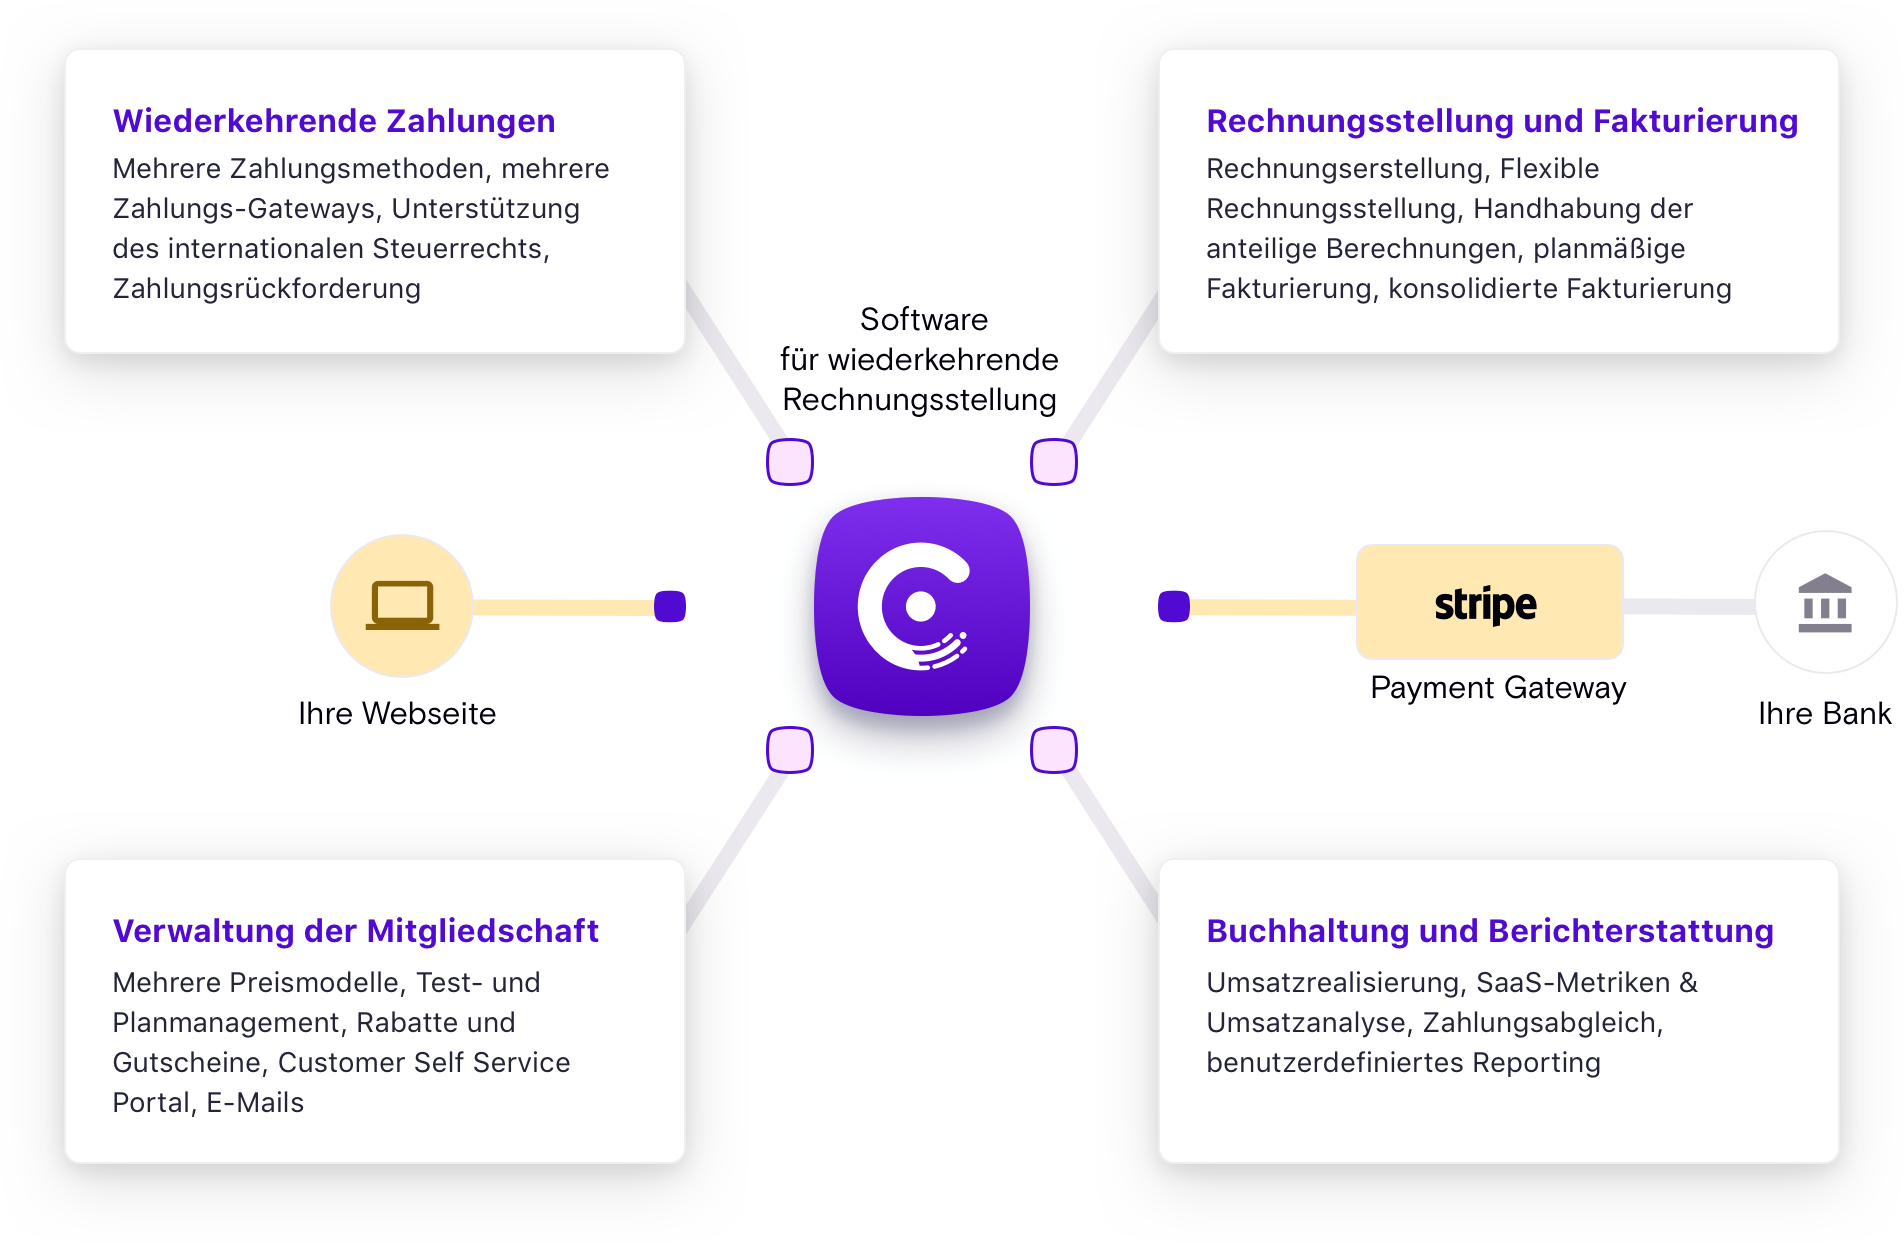 Wiederkehrende Zahlungen
Mehrere Zahlungsmethoden, mehrere
Zahlungs-Gateways, Unterstützung
des internationalen Steuerrechts,
Zahlungsrückforderung
Rechnungsstellung und Fakturierung
Rechnungserstellung, Flexible
Rechnungsstellung, Handhabung der
anteilige Berechnungen, planmäßige
Fakturierung, konsolidierte Fakturierung
Software
für wiederkehrende
Rechnungsstellung
Ihre Webseite
stripe
Payment Gateway
Ihre Bank
Verwaltung der Mitgliedschaft
Mehrere Preismodelle, Test- und
Planmanagement, Rabatte und
Gutscheine, Customer Self Service
Portal, E-Mails
Buchhaltung und Berichterstattung
Umsatzrealisierung, SaaS-Metriken &
Umsatzanalyse, Zahlungsabgleich,
benutzerdefiniertes Reporting